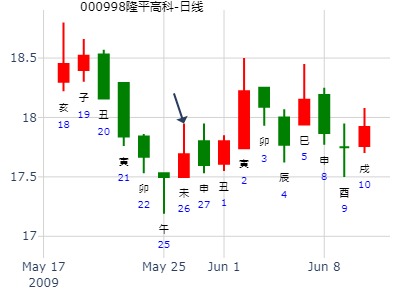 000998隆平高科-日线
18.5
18
17.5
17
亥
18
子
19
丑
20
寅
21
卯
22
午
25
未
26
申
27
丑
1
寅
2
卯
3
辰
4
巳
5
申
8
酉
9
戌
10
May 17
2009
May 25
Jun 1
Jun 8